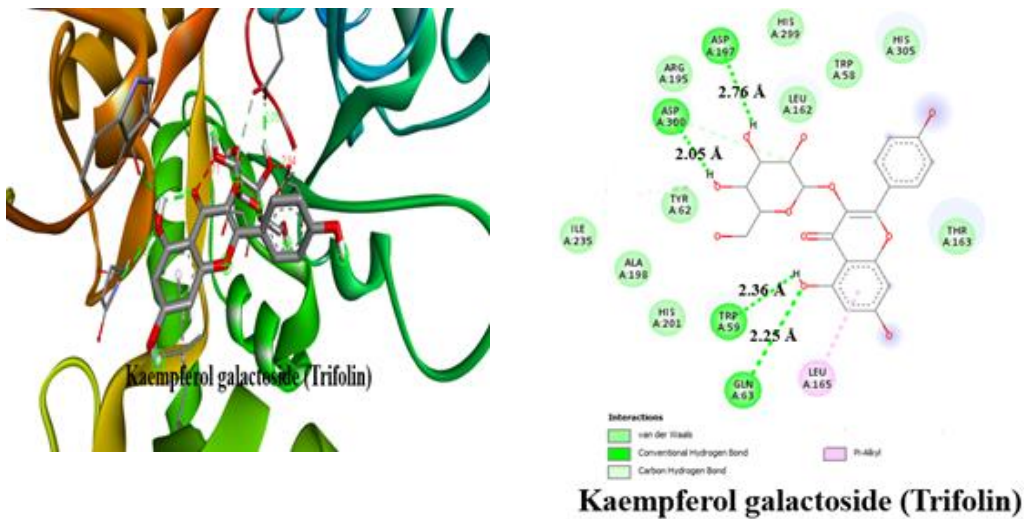 Kaempferol galactoside (Trifolin)
HIS
A:299
ASP
A:197
HIS
A:305
TRP
A:58
ARG
A:195
2.76 Å
LEU
A:162
ASP
A:300
H
2.05 Å
H
TYR
A:62
ILE
A:235
THR
A:163
ALA
A:198
H
2.36 Å
HIS
A:201
TRP
A:59
2.25 Å
LEU
A:165
GLN
A:63
Interactions
van der Waals
Conventional Hydrogen Bond
Carbon Hydrogen Bond
Pi-Alkyl
Kaempferol galactoside (Trifolin)